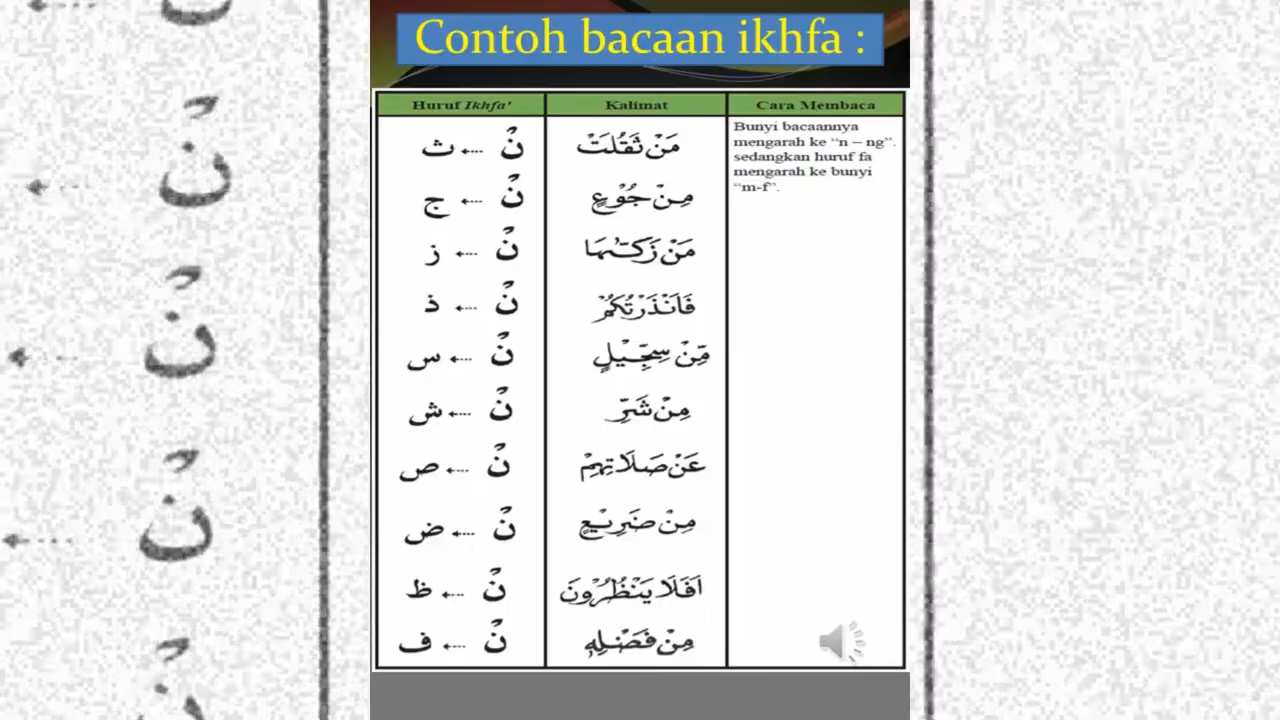 Contoh bacaan ikhfa :
Huruf Ikhfa' Kalimat Cara Membaca
نْ ← ث مَنْ ثَقُلَتْ
نْ ← ج مِنْ جُوْعٍ
نْ ← ز مَنْ زَكّٰىهَا
نْ ← ذ فَاَنْذَرْتُكُمْ
نْ ← س مِّنْ سِجِّيْلٍ
نْ ← ش مِنْ شَرِّ
نْ ← ص عَنْ صَلَاتِهِمْ
نْ ← ض مِنْ ضَرِيْعٍ
نْ ← ظ اَفَلَا يَنْظُرُوْنَ
نْ ← ف مِنْ فَضْلِهٖ
Bunyi bacaannya
mengarah ke “n – ng”.
sedangkan huruf fa
mengarah ke bunyi
“m-f”.